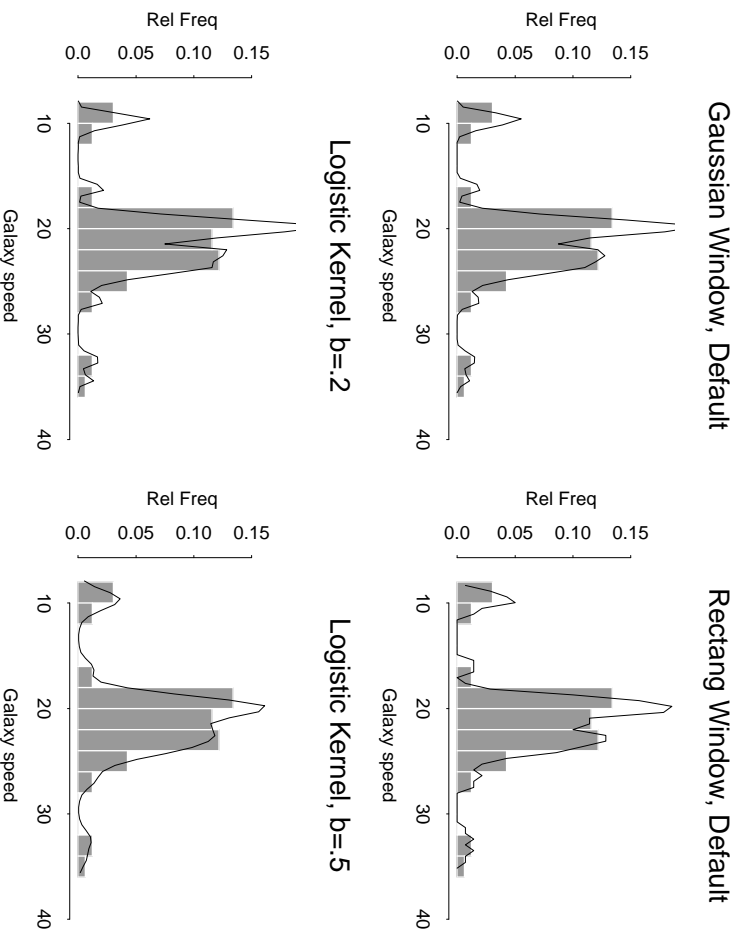 Gaussian Window, Default
Rel Freq
0.0 0.05 0.10 0.15
10 20 30 40
Galaxy speed
Rectang Window, Default
Rel Freq
0.0 0.05 0.10 0.15
10 20 30 40
Galaxy speed
Logistic Kernel, b=.2
Rel Freq
0.0 0.05 0.10 0.15
10 20 30 40
Galaxy speed
Logistic Kernel, b=.5
Rel Freq
0.0 0.05 0.10 0.15
10 20 30 40
Galaxy speed